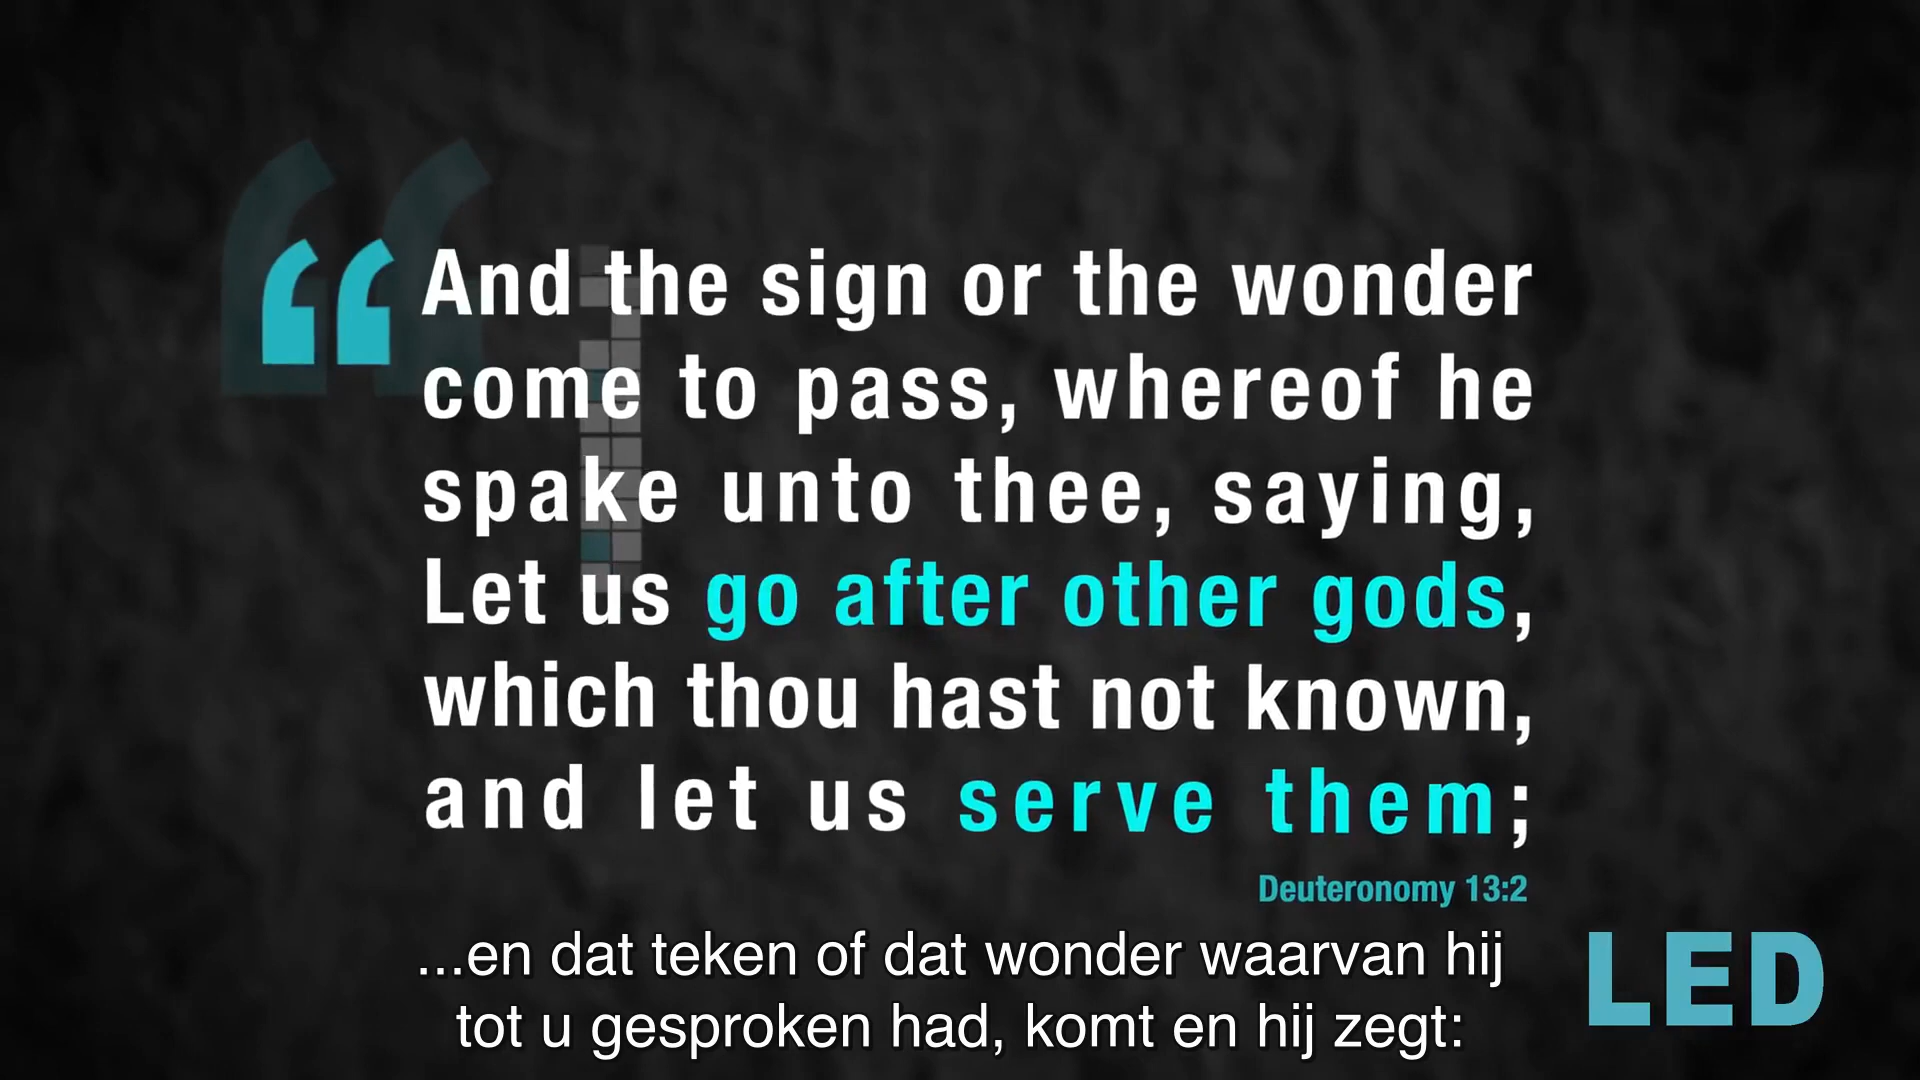 “And the sign or the wonder
come to pass, whereof he
spake unto thee, saying,
Let us go after other gods,
which thou hast not known,
and let us serve them;
Deuteronomy 13:2
...en dat teken of dat wonder waarvan hij
tot u gesproken had, komt en hij zegt:
LED